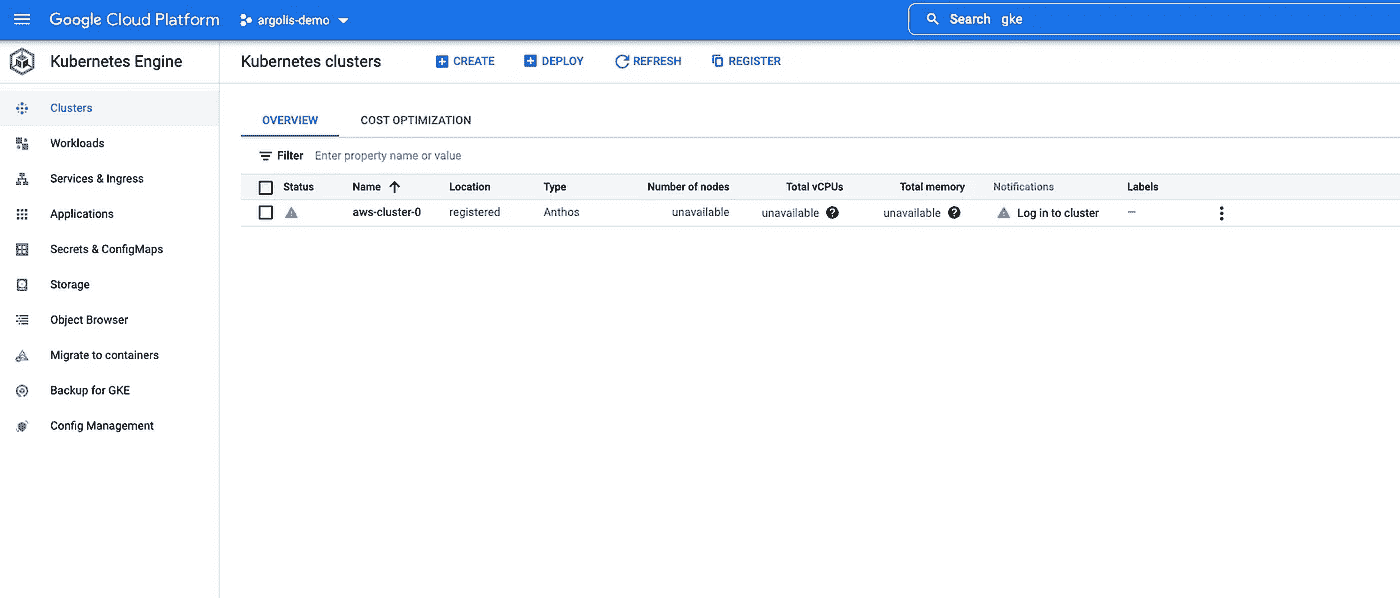 Google Cloud Platform argolis-demo Search gke
Kubernetes Engine
Kubernetes clusters CREATE DEPLOY REFRESH REGISTER
Clusters
Workloads
Services & Ingress
Applications
Secrets & ConfigMaps
Storage
Object Browser
Migrate to containers
Backup for GKE
Config Management
OVERVIEW COST OPTIMIZATION
Filter Enter property name or value
Status Name Location Type Number of nodes Total vCPUs Total memory Notifications Labels
aws-cluster-0 registered Anthos unavailable unavailable ? unavailable ? Log in to cluster —